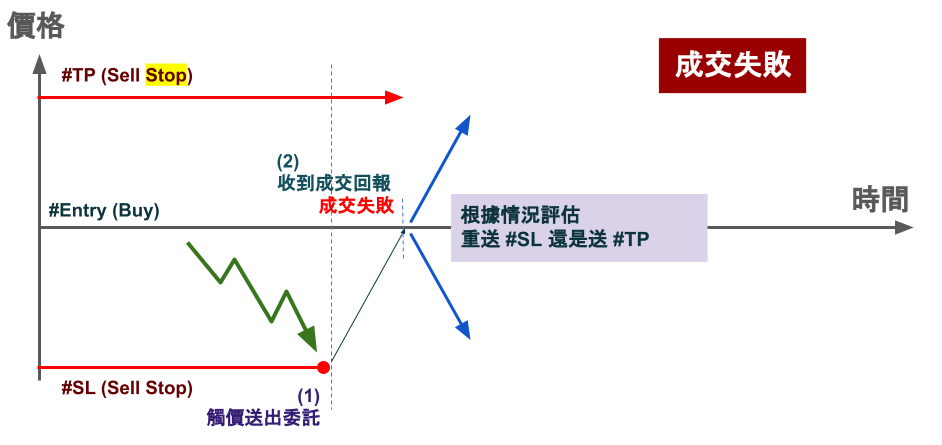 價格
成交失敗
#TP (Sell Stop)
(2)
收到成交回報
成交失敗
#Entry (Buy)
根據情況評估
重送 #SL 還是送 #TP
時間
#SL (Sell Stop)
(1)
觸價送出委託